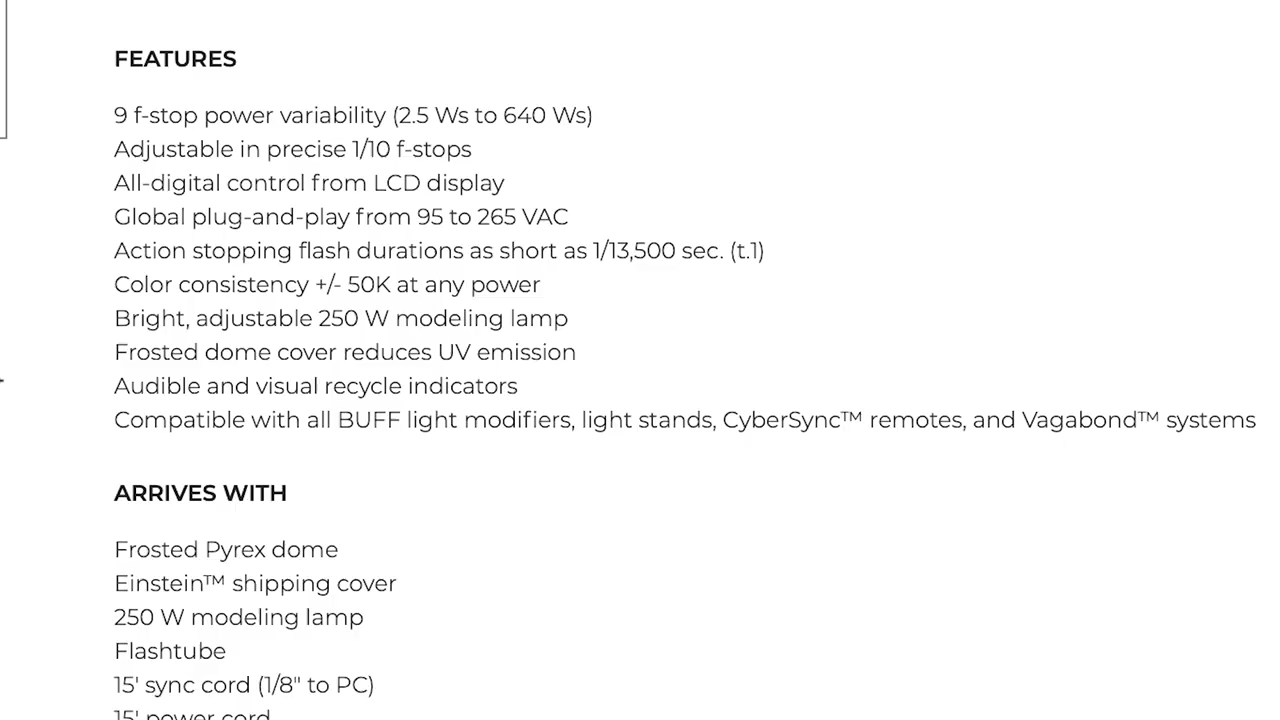 FEATURES
9 f-stop power variability (2.5 Ws to 640 Ws)
Adjustable in precise 1/10 f-stops
All-digital control from LCD display
Global plug-and-play from 95 to 265 VAC
Action stopping flash durations as short as 1/13,500 sec. (t.1)
Color consistency +/- 50K at any power
Bright, adjustable 250 W modeling lamp
Frosted dome cover reduces UV emission
Audible and visual recycle indicators
Compatible with all BUFF light modifiers, light stands, CyberSync™ remotes, and Vagabond™ systems
ARRIVES WITH
Frosted Pyrex dome
Einstein™ shipping cover
250 W modeling lamp
Flashtube
15' sync cord (1/8" to PC)
15' power cord